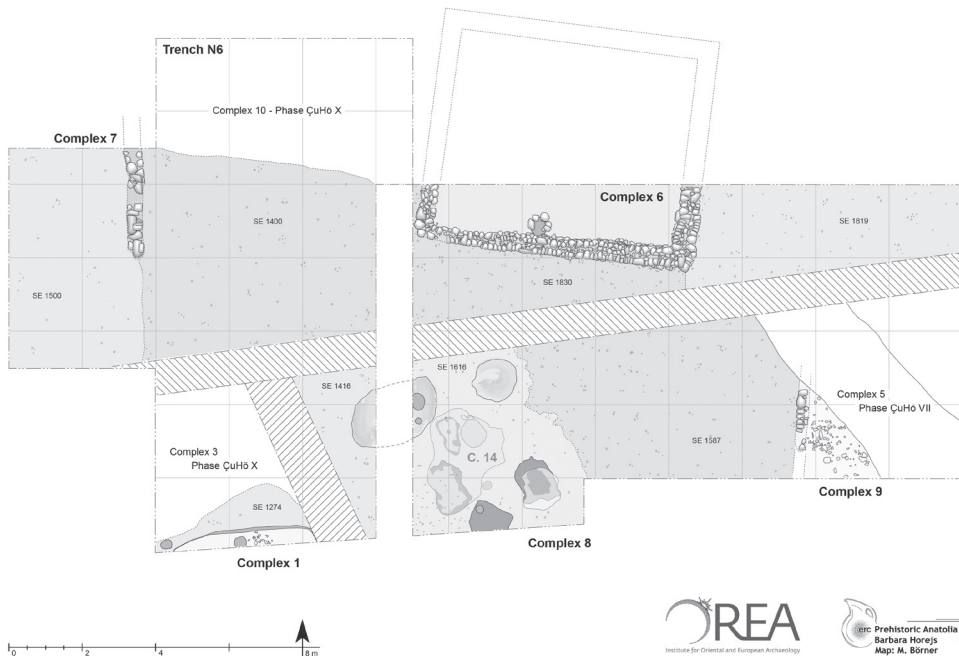 Trench N6
Complex 10 - Phase ÇuHö X
Complex 7
Complex 6
SE 1400
SE 1819
SE 1500
SE 1830
SE 1416
SE 1616
Complex 5
Phase ÇuHö VII
C. 14
SE 1587
Complex 3
Phase ÇuHö X
SE 1274
Complex 9
Complex 8
Complex 1
0 2 4 8 m
OREA
Institute for Oriental and European Archaeology
erc Prehistoric Anatolia
Barbara Horejs
Map: M. Börner